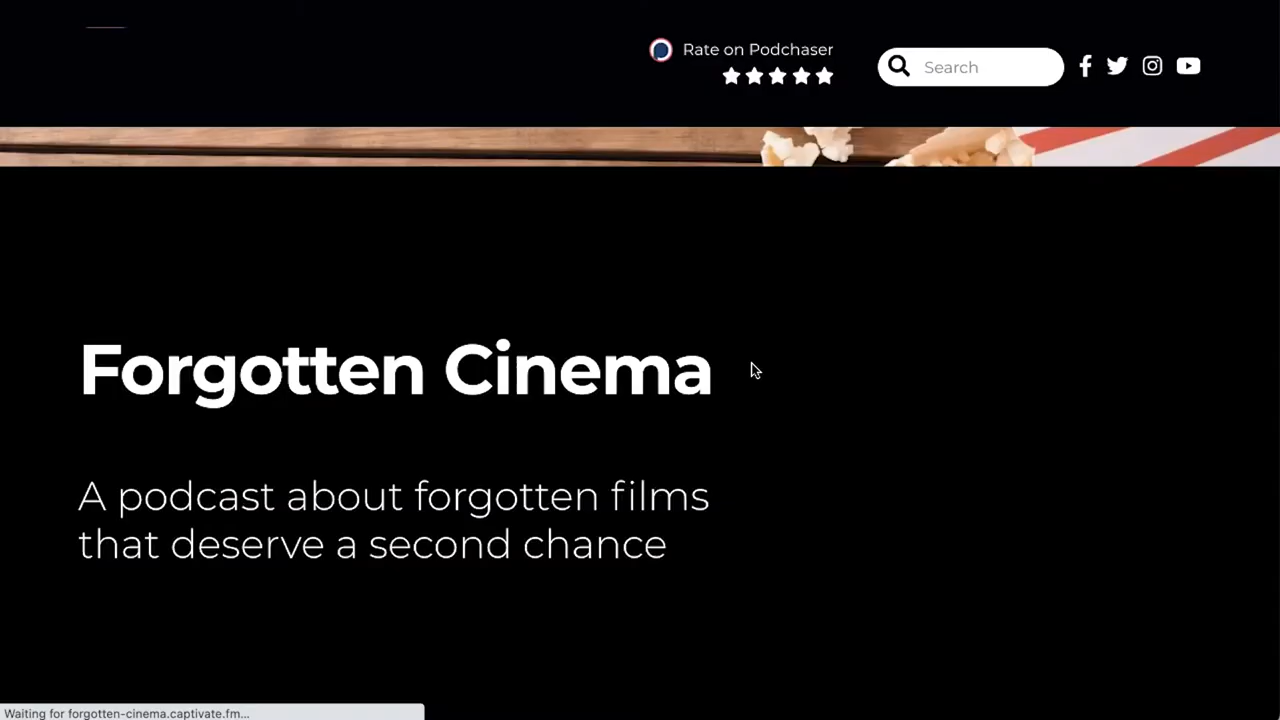 Rate on Podchaser
Search
Forgotten Cinema
A podcast about forgotten films
that deserve a second chance
Waiting for forgotten-cinema.captivate.fm...